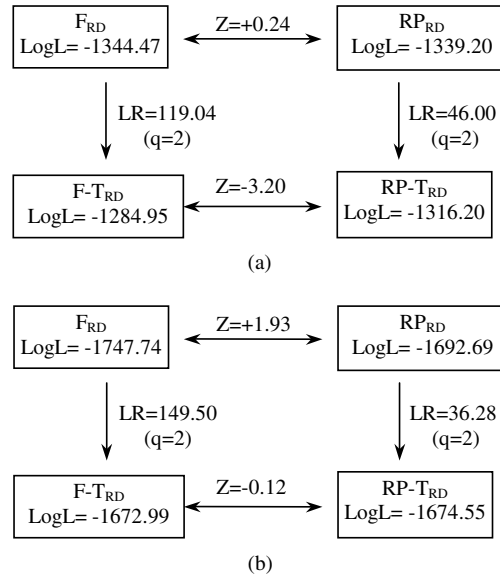 F_RD
LogL= -1344.47
Z=+0.24
RP_RD
LogL= -1339.20
LR=119.04
(q=2)
LR=46.00
(q=2)
F-T_RD
LogL= -1284.95
Z=-3.20
RP-T_RD
LogL= -1316.20
(a)
F_RD
LogL= -1747.74
Z=+1.93
RP_RD
LogL= -1692.69
LR=149.50
(q=2)
LR=36.28
(q=2)
F-T_RD
LogL= -1672.99
Z=-0.12
RP-T_RD
LogL= -1674.55
(b)